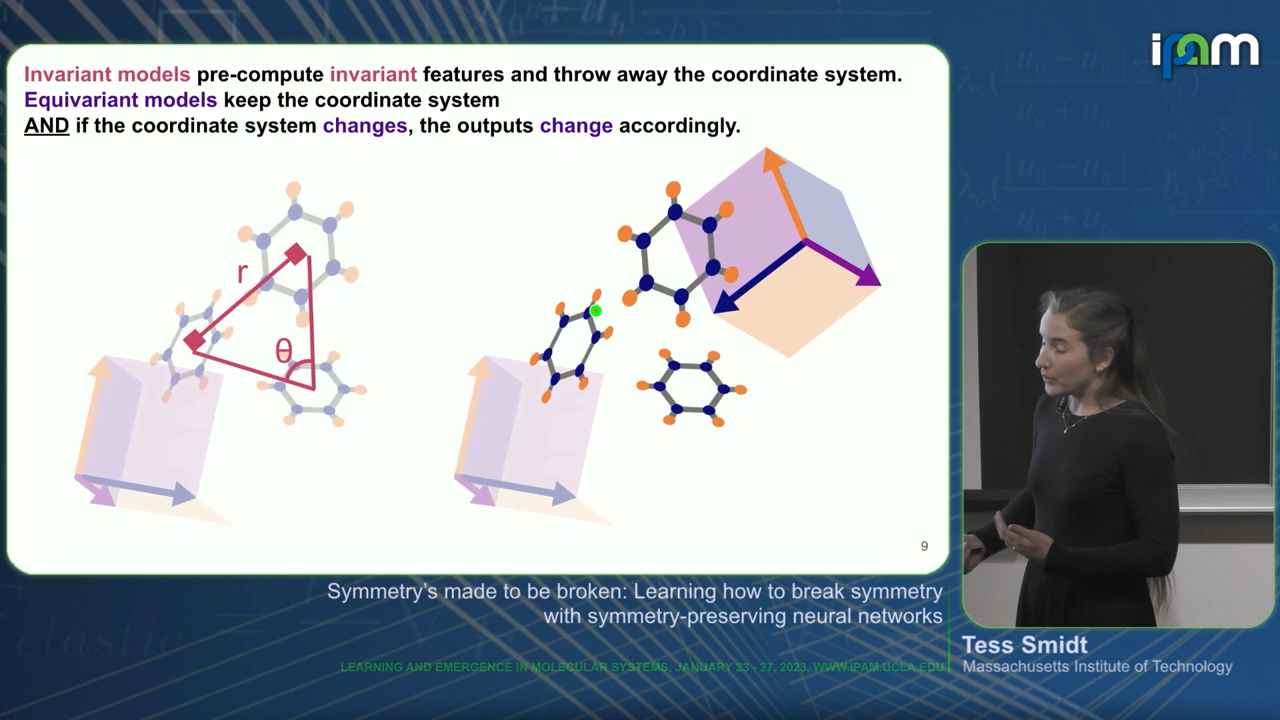 Invariant models pre-compute invariant features and throw away the coordinate system.
Equivariant models keep the coordinate system
AND if the coordinate system changes, the outputs change accordingly.
r
θ
9
ipam
Symmetry's made to be broken: Learning how to break symmetry
with symmetry-preserving neural networks
LEARNING AND EMERGENCE IN MOLECULAR SYSTEMS, JANUARY 23 - 27, 2023, WWW.IPAM.UCLA.EDU
Tess Smidt
Massachusetts Institute of Technology
elastic